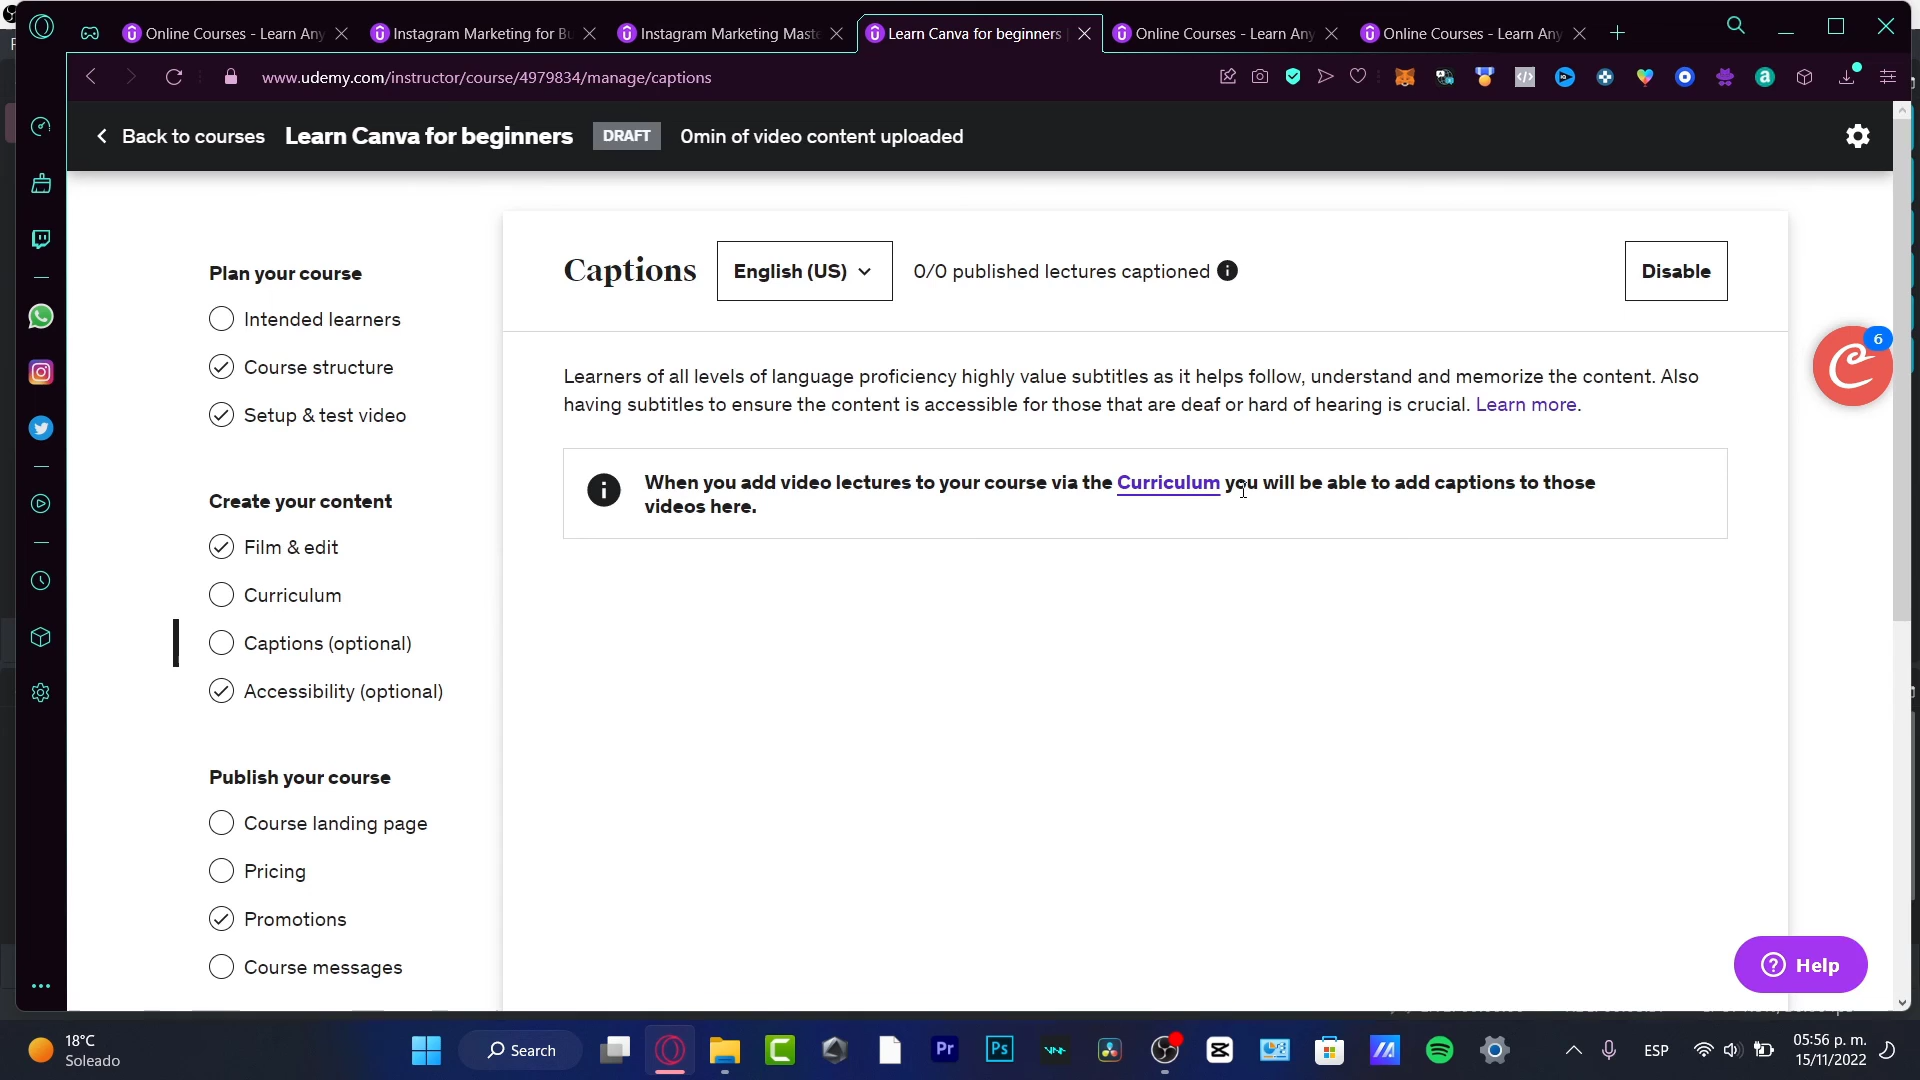 Online Courses - Learn Any
Instagram Marketing for Bu
Instagram Marketing Maste
Learn Canva for beginners
Online Courses - Learn Any
Online Courses - Learn Any
www.udemy.com/instructor/course/4979834/manage/captions
Back to courses
Learn Canva for beginners
DRAFT
0min of video content uploaded
Plan your course
Intended learners
Course structure
Setup & test video
Create your content
Film & edit
Curriculum
Captions (optional)
Accessibility (optional)
Publish your course
Course landing page
Pricing
Promotions
Course messages
Captions
English (US)
0/0 published lectures captioned
Disable
Learners of all levels of language proficiency highly value subtitles as it helps follow, understand and memorize the content. Also
having subtitles to ensure the content is accessible for those that are deaf or hard of hearing is crucial. Learn more.
When you add video lectures to your course via the Curriculum you will be able to add captions to those
videos here.
6
Help
18°C
Soleado
Search
Pr
Ps
ESP
05:56 p. m.
15/11/2022